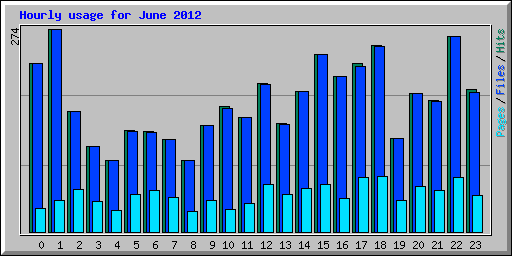 Hourly usage for June 2012
274
Pages/Files/Hits
0 1 2 3 4 5 6 7 8 9 10 11 12 13 14 15 16 17 18 19 20 21 22 23